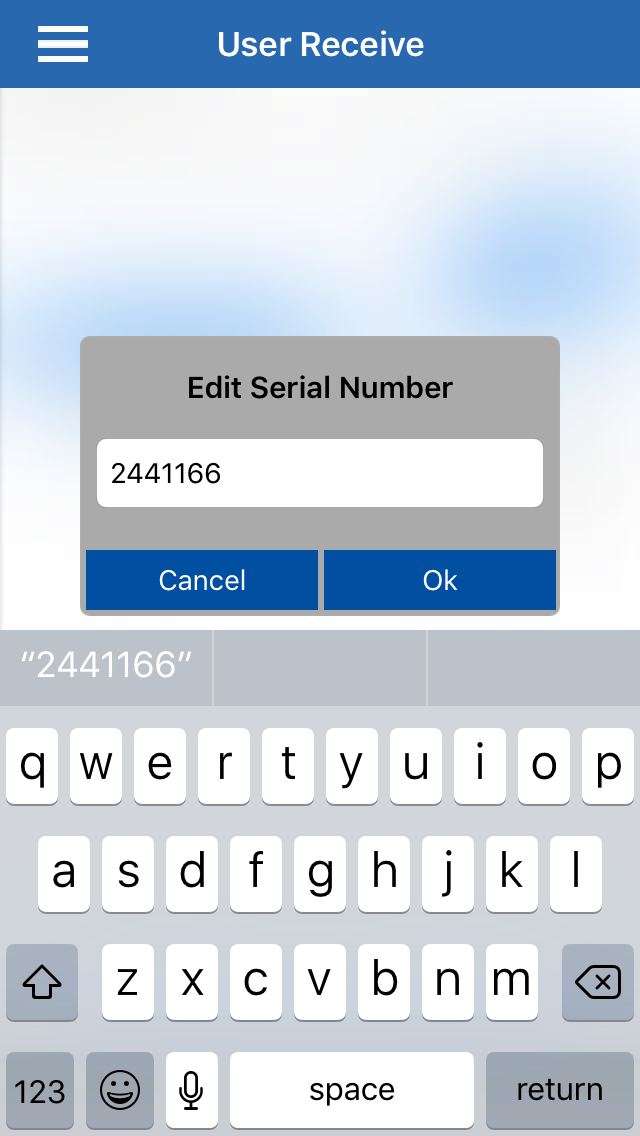 User Receive
Edit Serial Number
2441166
Cancel Ok
“2441166”
q w e r t y u i o p
a s d f g h j k l
z x c v b n m
123 space return